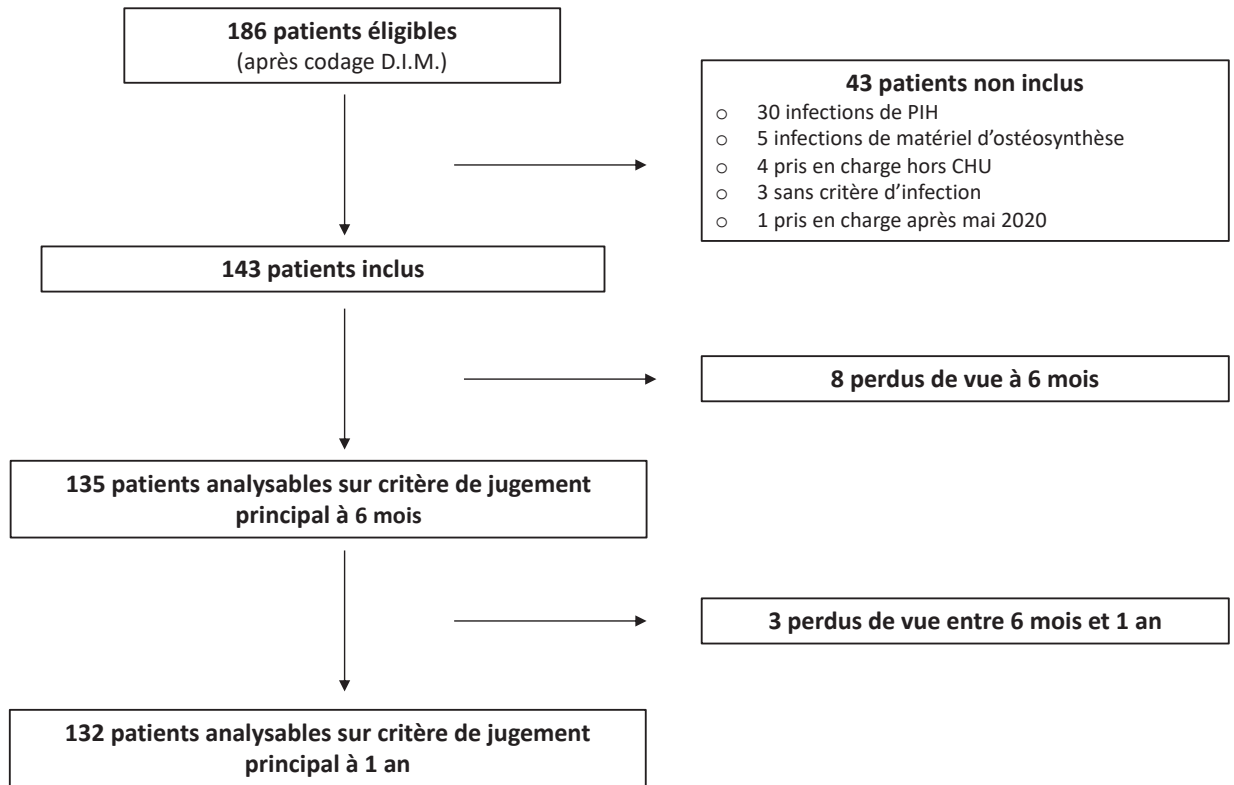 186 patients éligibles
(après codage D.I.M.)
43 patients non inclus
o 30 infections de PIH
o 5 infections de matériel d'ostéosynthèse
o 4 pris en charge hors CHU
o 3 sans critère d’infection
o 1 pris en charge après mai 2020
143 patients inclus
8 perdus de vue à 6 mois
135 patients analysables sur critère de jugement
principal à 6 mois
3 perdus de vue entre 6 mois et 1 an
132 patients analysables sur critère de jugement
principal à 1 an